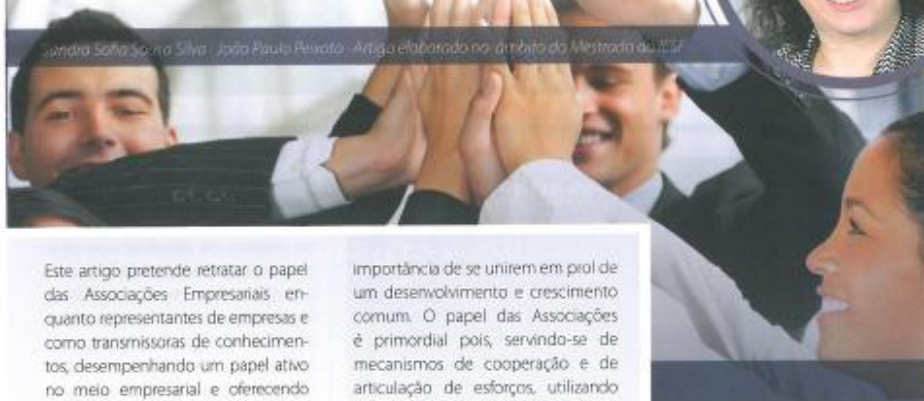 Sandra Sofia Sousa Silva - João Paulo Peixoto - Artigo elaborado no âmbito do Mestrado do IESF
Este artigo pretende retratar o papel
das Associações Empresariais en-
quanto representantes de empresas e
como transmissoras de conhecimen-
tos, desempenhando um papel ativo
no meio empresarial e oferecendo
importância de se unirem em prol de
um desenvolvimento e crescimento
comum. O papel das Associações
é primordial pois, servindo-se de
mecanismos de cooperação e de
articulação de esforços, utilizando